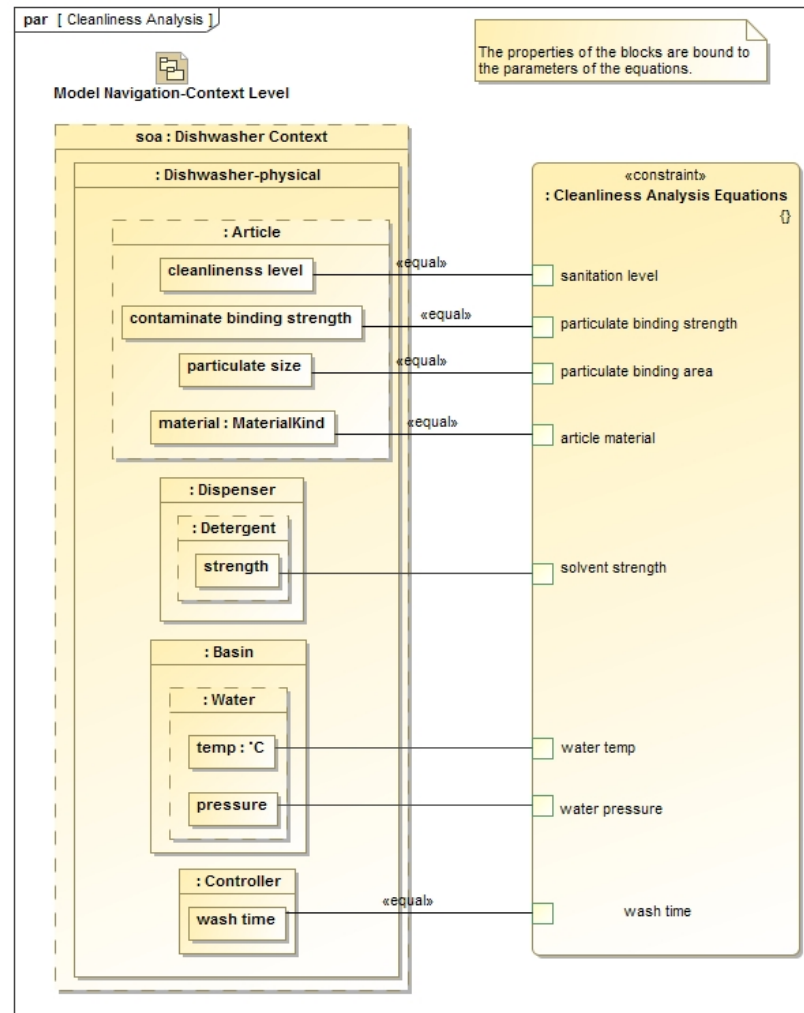 par [ Cleanliness Analysis ]
The properties of the blocks are bound to
the parameters of the equations.
Model Navigation-Context Level
soa : Dishwasher Context
: Dishwasher-physical
«constraint»
: Cleanliness Analysis Equations
{}
: Article
cleanlinenss level
«equal»
sanitation level
contaminate binding strength
«equal»
particulate binding strength
particulate size
«equal»
particulate binding area
material : MaterialKind
«equal»
article material
: Dispenser
: Detergent
strength
solvent strength
: Basin
: Water
temp : °C
water temp
pressure
water pressure
: Controller
wash time
«equal»
wash time